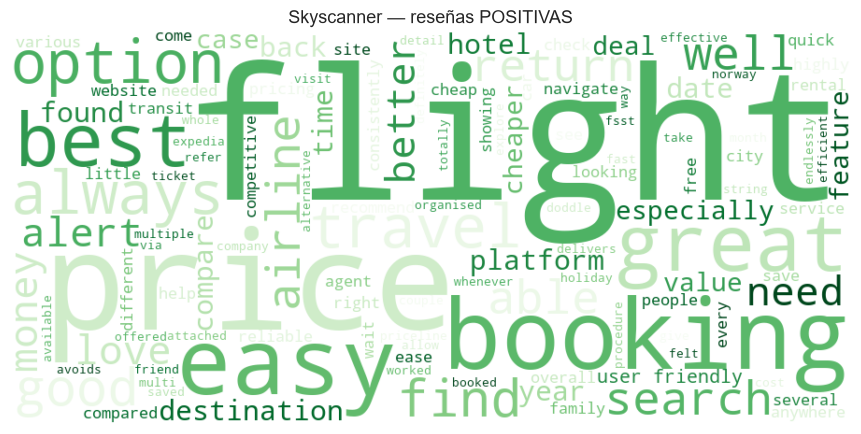 Skyscanner — reseñas POSITIVAS
various come case back site detail hotel check deal effective well quick
option website needed visit pricing return navigate norway highly
found transit cheap showing way date rental
best whole flight time better cheaper fsst take feature
expedia refer ticket competitive consistently totally looking free city endlessly efficient
little airline alternative fast month string
always organised doddle especially service
alert multiple via compare company travel delivers great
money different agent platform holiday value save
available price help right able whenever people every need
offered attached reliable wait procedure felt
love avoids friend easy ease allow booking
multi saved worked booked overall user friendly cost
good compared destination find year family search several anywhere